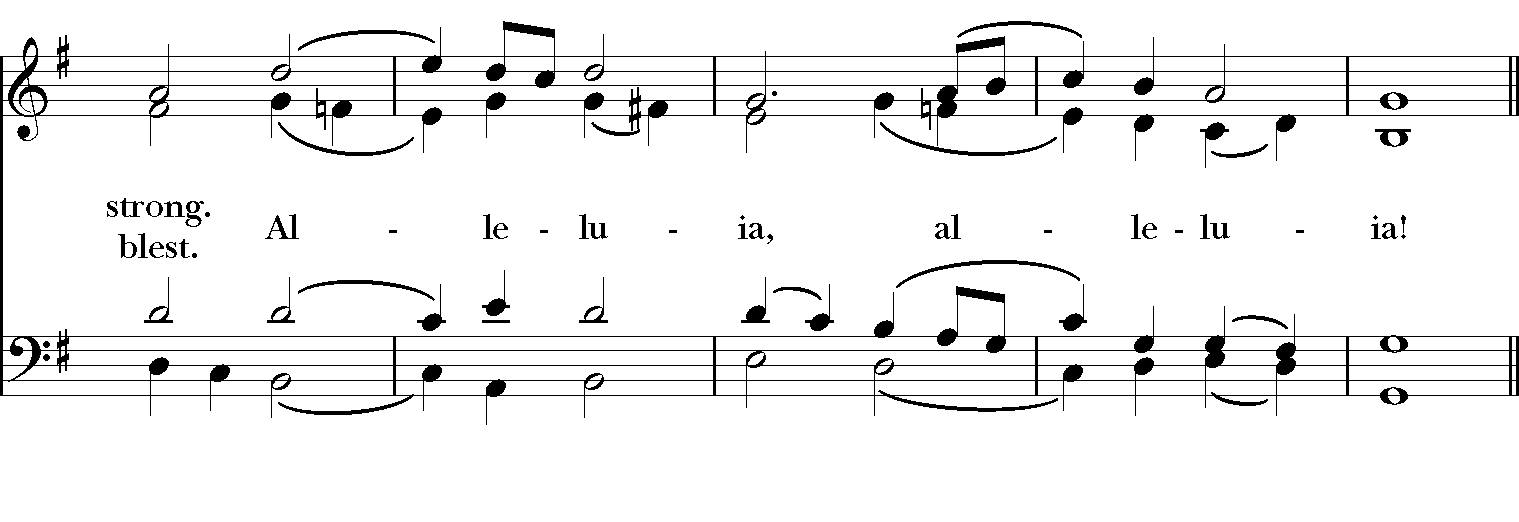 strong.
Al - le - lu - ia, al - le - lu - ia!
blest.